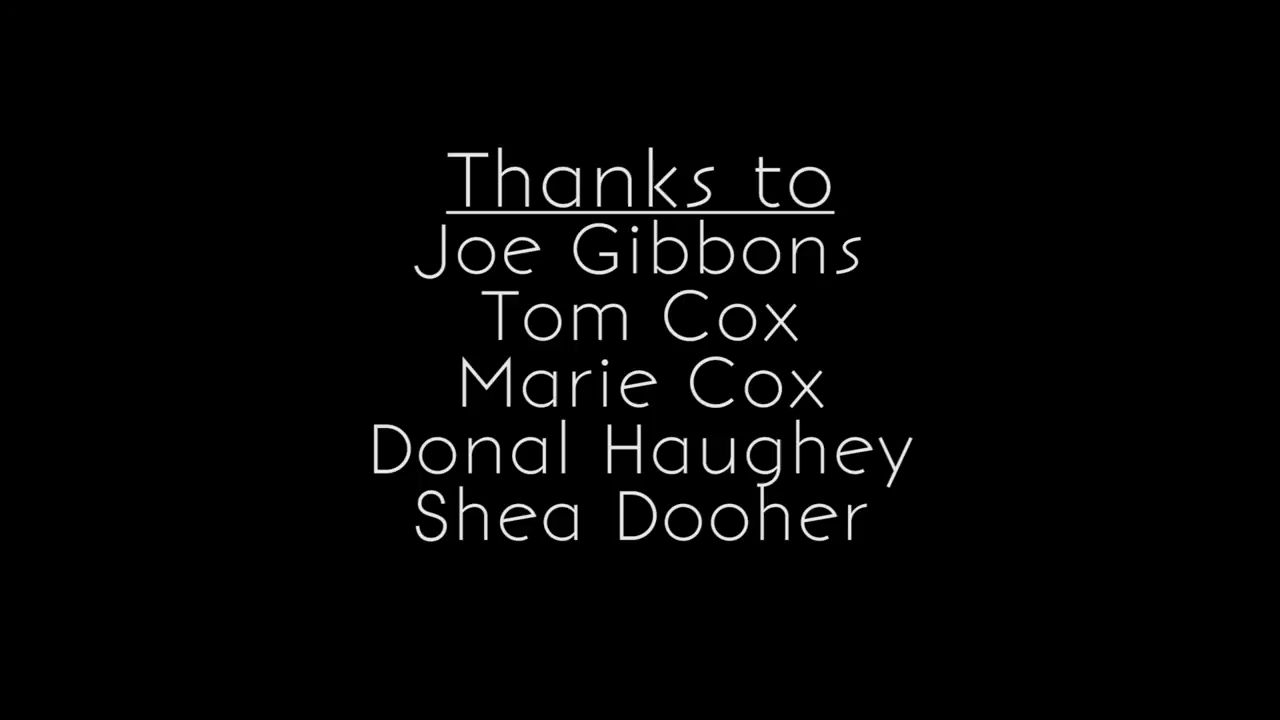 Thanks to
Joe Gibbons
Tom Cox
Marie Cox
Donal Haughey
Shea Dooher